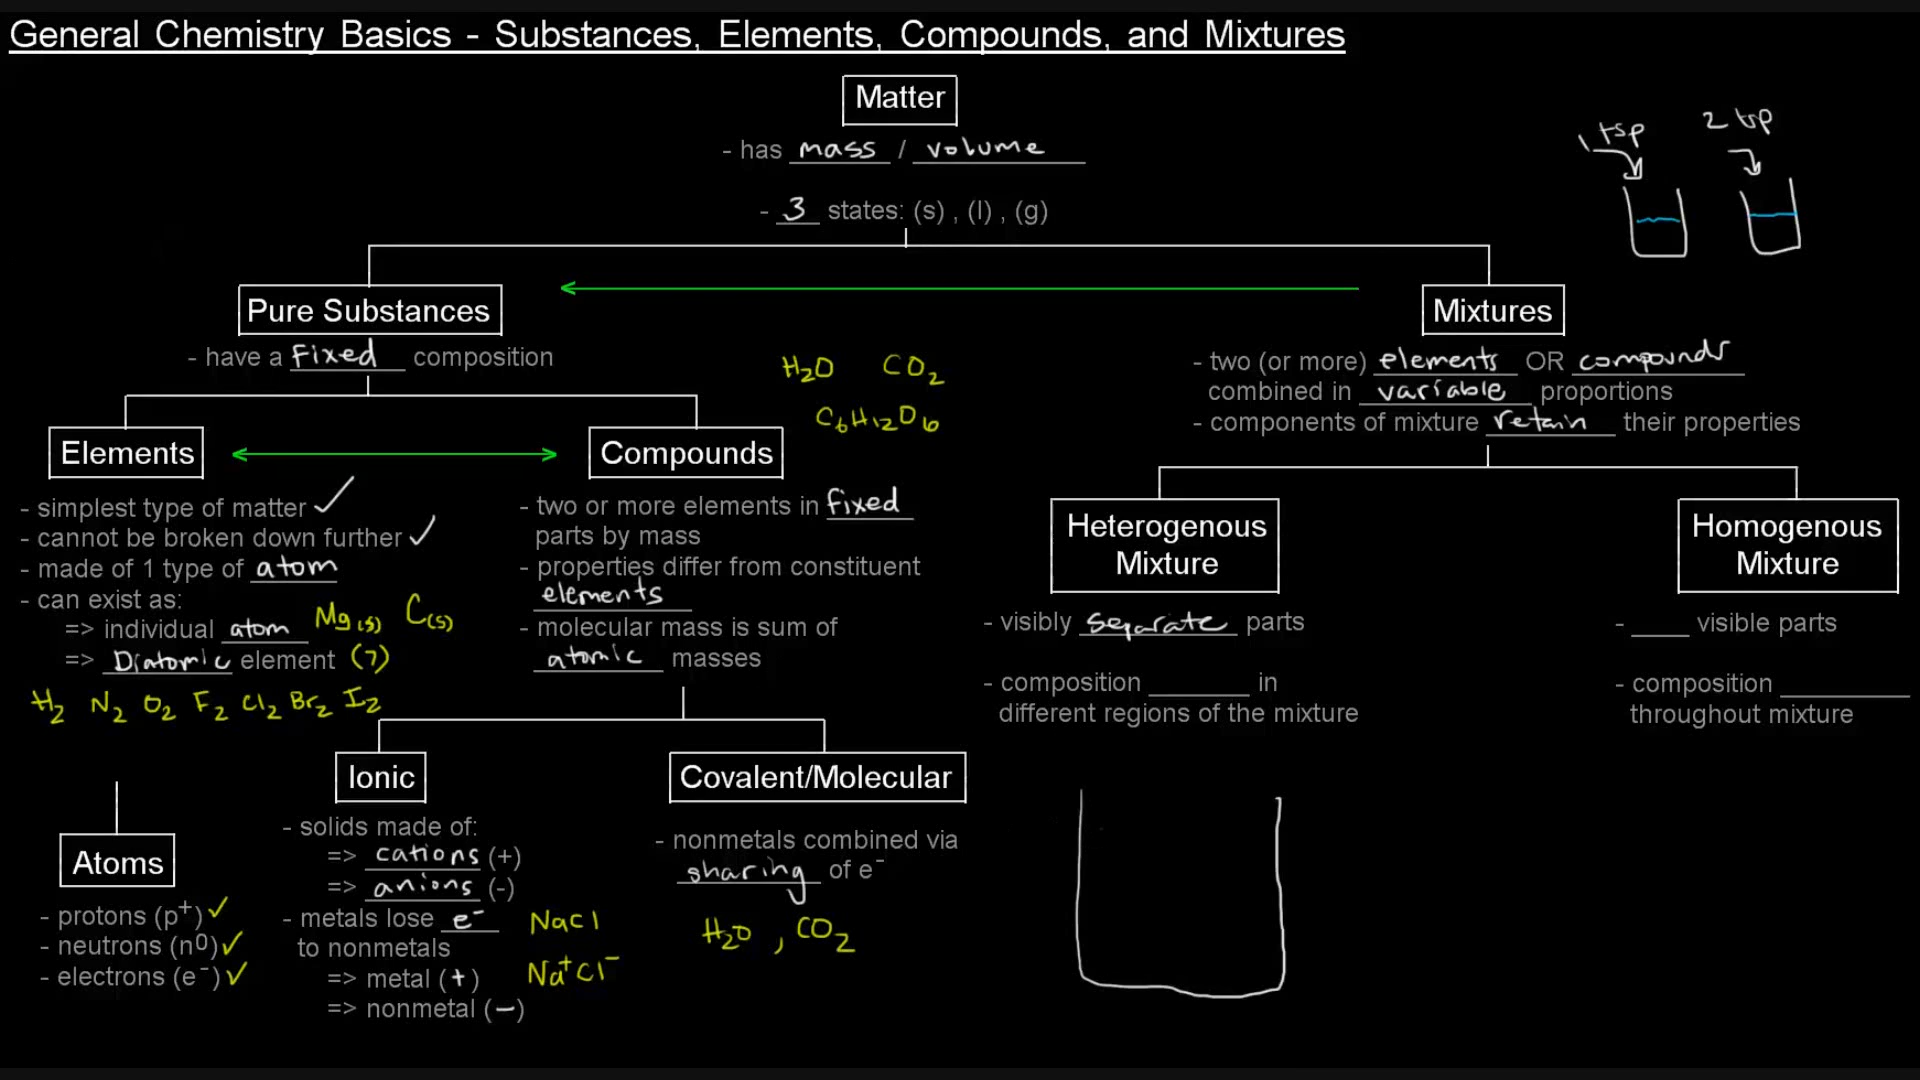 General Chemistry Basics - Substances, Elements, Compounds, and Mixtures
Matter
- has mass / volume
- 3 states: (s) , (l) , (g)
1 tsp
2 tsp
Pure Substances
- have a fixed composition
Mixtures
- two (or more) elements OR compounds
combined in variable proportions
- components of mixture retain their properties
H2O CO2
C6H12O6
Elements
- simplest type of matter ✓
- cannot be broken down further ✓
- made of 1 type of atom
- can exist as:
=> individual atom Mg(s) C(s)
=> Diatomic element (7)
H2 N2 O2 F2 Cl2 Br2 I2
Compounds
- two or more elements in fixed
parts by mass
- properties differ from constituent
elements
- molecular mass is sum of
atomic masses
Heterogenous
Mixture
- visibly separate parts
- composition _______ in
different regions of the mixture
Homogenous
Mixture
- ____ visible parts
- composition _________
throughout mixture
Atoms
- protons (p+) ✓
- neutrons (n0) ✓
- electrons (e-) ✓
Ionic
- solids made of:
=> cations (+)
=> anions (-)
- metals lose e-
to nonmetals
=> metal (+)
=> nonmetal (-)
NaCl
Na+Cl-
Covalent/Molecular
- nonmetals combined via
sharing of e-
H2O , CO2